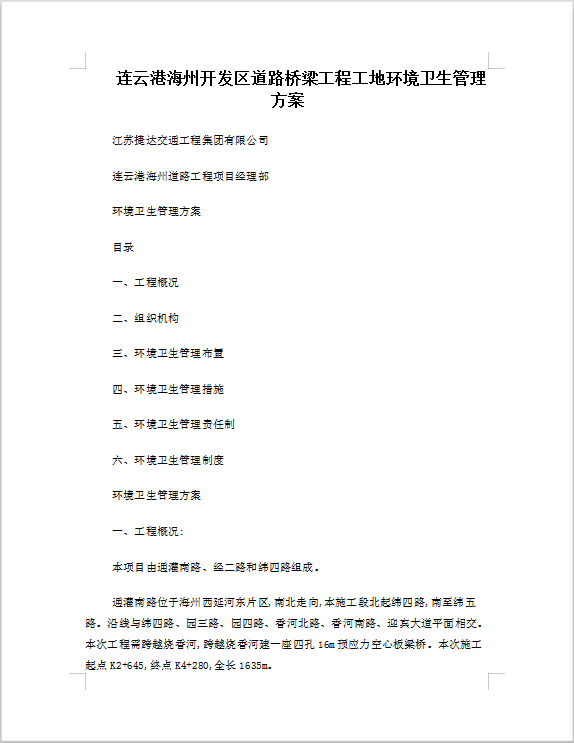 连云港海州开发区道路桥梁工程工地环境卫生管理
方案
江苏捷达交通工程集团有限公司
连云港海州道路工程项目经理部
环境卫生管理方案
目录
一、工程概况
二、组织机构
三、环境卫生管理布置
四、环境卫生管理措施
五、环境卫生管理责任制
六、环境卫生管理制度
环境卫生管理方案
一、工程概况:
本项目由通灌南路、经二路和纬四路组成。
通灌南路位于海州西延河东片区,南北走向,本施工段北起纬四路,南至纬五
路。沿线与纬四路、园三路、园四路、香河北路、香河南路、迎宾大道平面相交。
本次工程需跨越烧香河,跨越烧香河建一座四孔16m预应力空心板梁桥。本次施工
起点K2+645,终点K4+280,全长1635m。